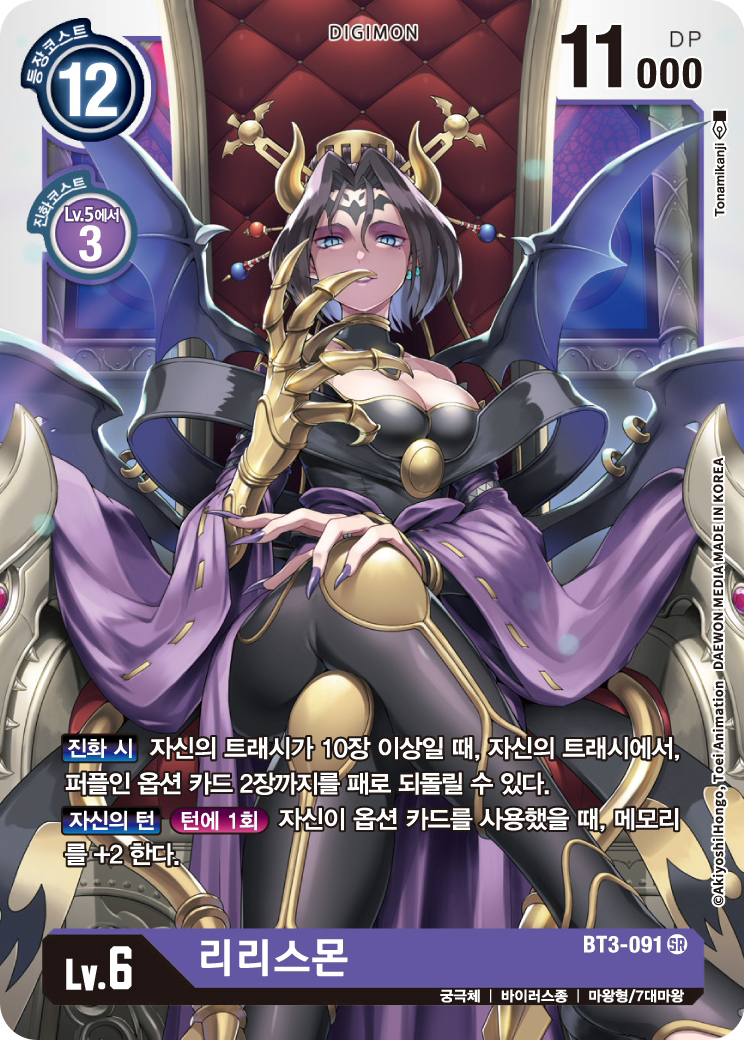 DIGIMON
등장코스트
12
11000
DP
진화코스트
Lv.5에서
3
Tonamikanji
©Akiyoshi Hongo, Toei Animation DAEWON MEDIA MADE IN KOREA
진화 시 자신의 트래시가 10장 이상일 때, 자신의 트래시에서,
퍼플인 옵션 카드 2장까지를 패로 되돌릴 수 있다.
자신의 턴 턴에 1회 자신이 옵션 카드를 사용했을 때, 메모리
를 +2 한다.
BT3-091 SR
Lv.6
리리스몬
궁극체 | 바이러스종 | 마왕형/7대마왕